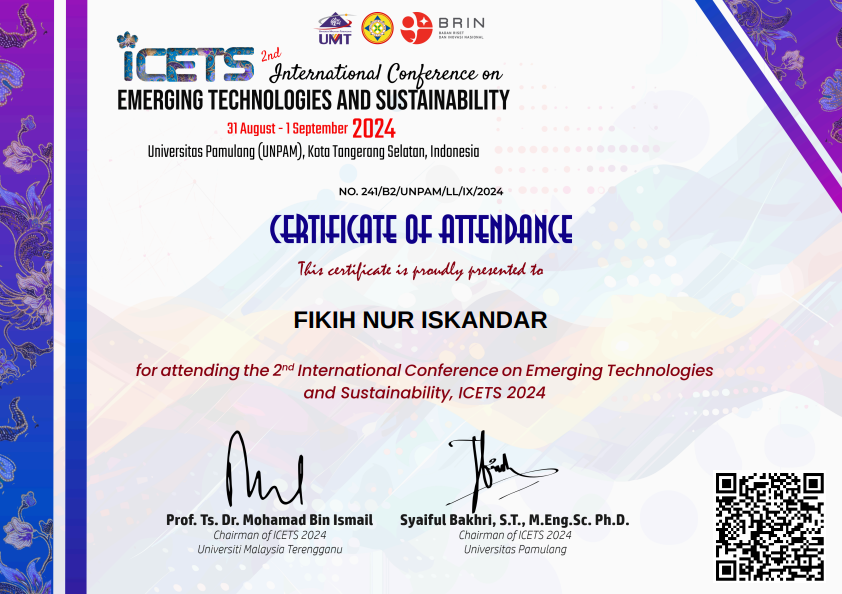 UMT
BRIN
BADAN RISET
DAN INOVASI NASIONAL
iCETS 2nd
International Conference on
EMERGING TECHNOLOGIES AND SUSTAINABILITY
31 August - 1 September 2024
Universitas Pamulang (UNPAM), Kota Tangerang Selatan, Indonesia
NO. 241/B2/UNPAM/LL/IX/2024
CERTIFICATE OF ATTENDANCE
This certificate is proudly presented to
FIKIH NUR ISKANDAR
for attending the 2nd International Conference on Emerging Technologies
and Sustainability, ICETS 2024
Prof. Ts. Dr. Mohamad Bin Ismail
Chairman of ICETS 2024
Universiti Malaysia Terengganu
Syaiful Bakhri, S.T., M.Eng.Sc. Ph.D.
Chairman of ICETS 2024
Universitas Pamulang